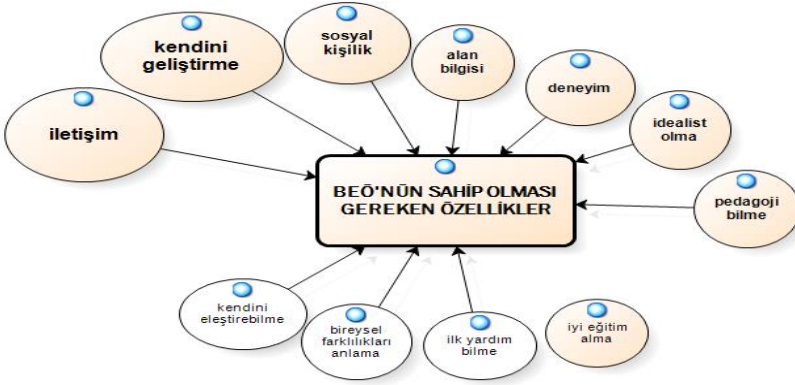 kendini
geliştirme
sosyal
kişilik
alan
bilgisi
deneyim
idealist
olma
iletişim
BEÖ'NÜN SAHİP OLMASI
GEREKEN ÖZELLİKLER
pedagoji
bilme
kendini
eleştirebilme
bireysel
farklılıkları
anlama
ilk yardım
bilme
iyi eğitim
alma